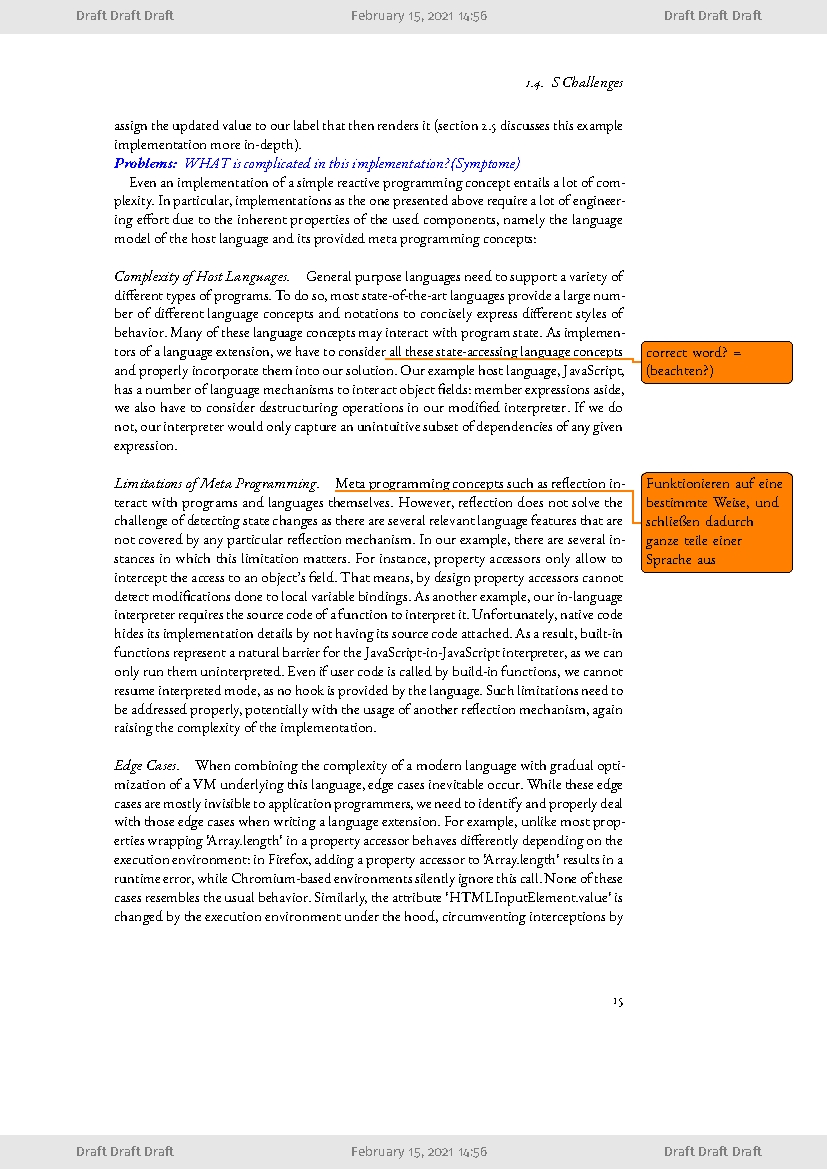 Draft Draft Draft February 15, 2021 14:56 Draft Draft Draft
1.4. S Challenges
assign the updated value to our label that then renders it (section 2.5 discusses this example
implementation more in-depth).
Problems: WHAT is complicated in this implementation?(Symptome)
Even an implementation of a simple reactive programming concept entails a lot of com-
plexity. In particular, implementations as the one presented above require a lot of engineer-
ing effort due to the inherent properties of the used components, namely the language
model of the host language and its provided meta programming concepts:
Complexity of Host Languages. General purpose languages need to support a variety of
different types of programs. To do so, most state-of-the-art languages provide a large num-
ber of different language concepts and notations to concisely express different styles of
behavior. Many of these language concepts may interact with program state. As implemen-
tors of a language extension, we have to consider all these state-accessing language concepts
and properly incorporate them into our solution. Our example host language, JavaScript,
has a number of language mechanisms to interact object fields: member expressions aside,
we also have to consider destructuring operations in our modified interpreter. If we do
not, our interpreter would only capture an unintuitive subset of dependencies of any given
expression.
correct word? =
(beachten?)
Limitations of Meta Programming. Meta programming concepts such as reflection in-
teract with programs and languages themselves. However, reflection does not solve the
challenge of detecting state changes as there are several relevant language features that are
not covered by any particular reflection mechanism. In our example, there are several in-
stances in which this limitation matters. For instance, property accessors only allow to
intercept the access to an object's field. That means, by design property accessors cannot
detect modifications done to local variable bindings. As another example, our in-language
interpreter requires the source code of a function to interpret it. Unfortunately, native code
hides its implementation details by not having its source code attached. As a result, built-in
functions represent a natural barrier for the JavaScript-in-JavaScript interpreter, as we can
only run them uninterpreted. Even if user code is called by build-in functions, we cannot
resume interpreted mode, as no hook is provided by the language. Such limitations need to
be addressed properly, potentially with the usage of another reflection mechanism, again
raising the complexity of the implementation.
Funktionieren auf eine
bestimmte Weise, und
schließen dadurch
ganze teile einer
Sprache aus
Edge Cases. When combining the complexity of a modern language with gradual opti-
mization of a VM underlying this language, edge cases inevitable occur. While these edge
cases are mostly invisible to application programmers, we need to identify and properly deal
with those edge cases when writing a language extension. For example, unlike most prop-
erties wrapping 'Array.length' in a property accessor behaves differently depending on the
execution environment: in Firefox, adding a property accessor to 'Array.length' results in a
runtime error, while Chromium-based environments silently ignore this call. None of these
cases resembles the usual behavior. Similarly, the attribute 'HTMLInputElement.value' is
changed by the execution environment under the hood, circumventing interceptions by
15
Draft Draft Draft February 15, 2021 14:56 Draft Draft Draft